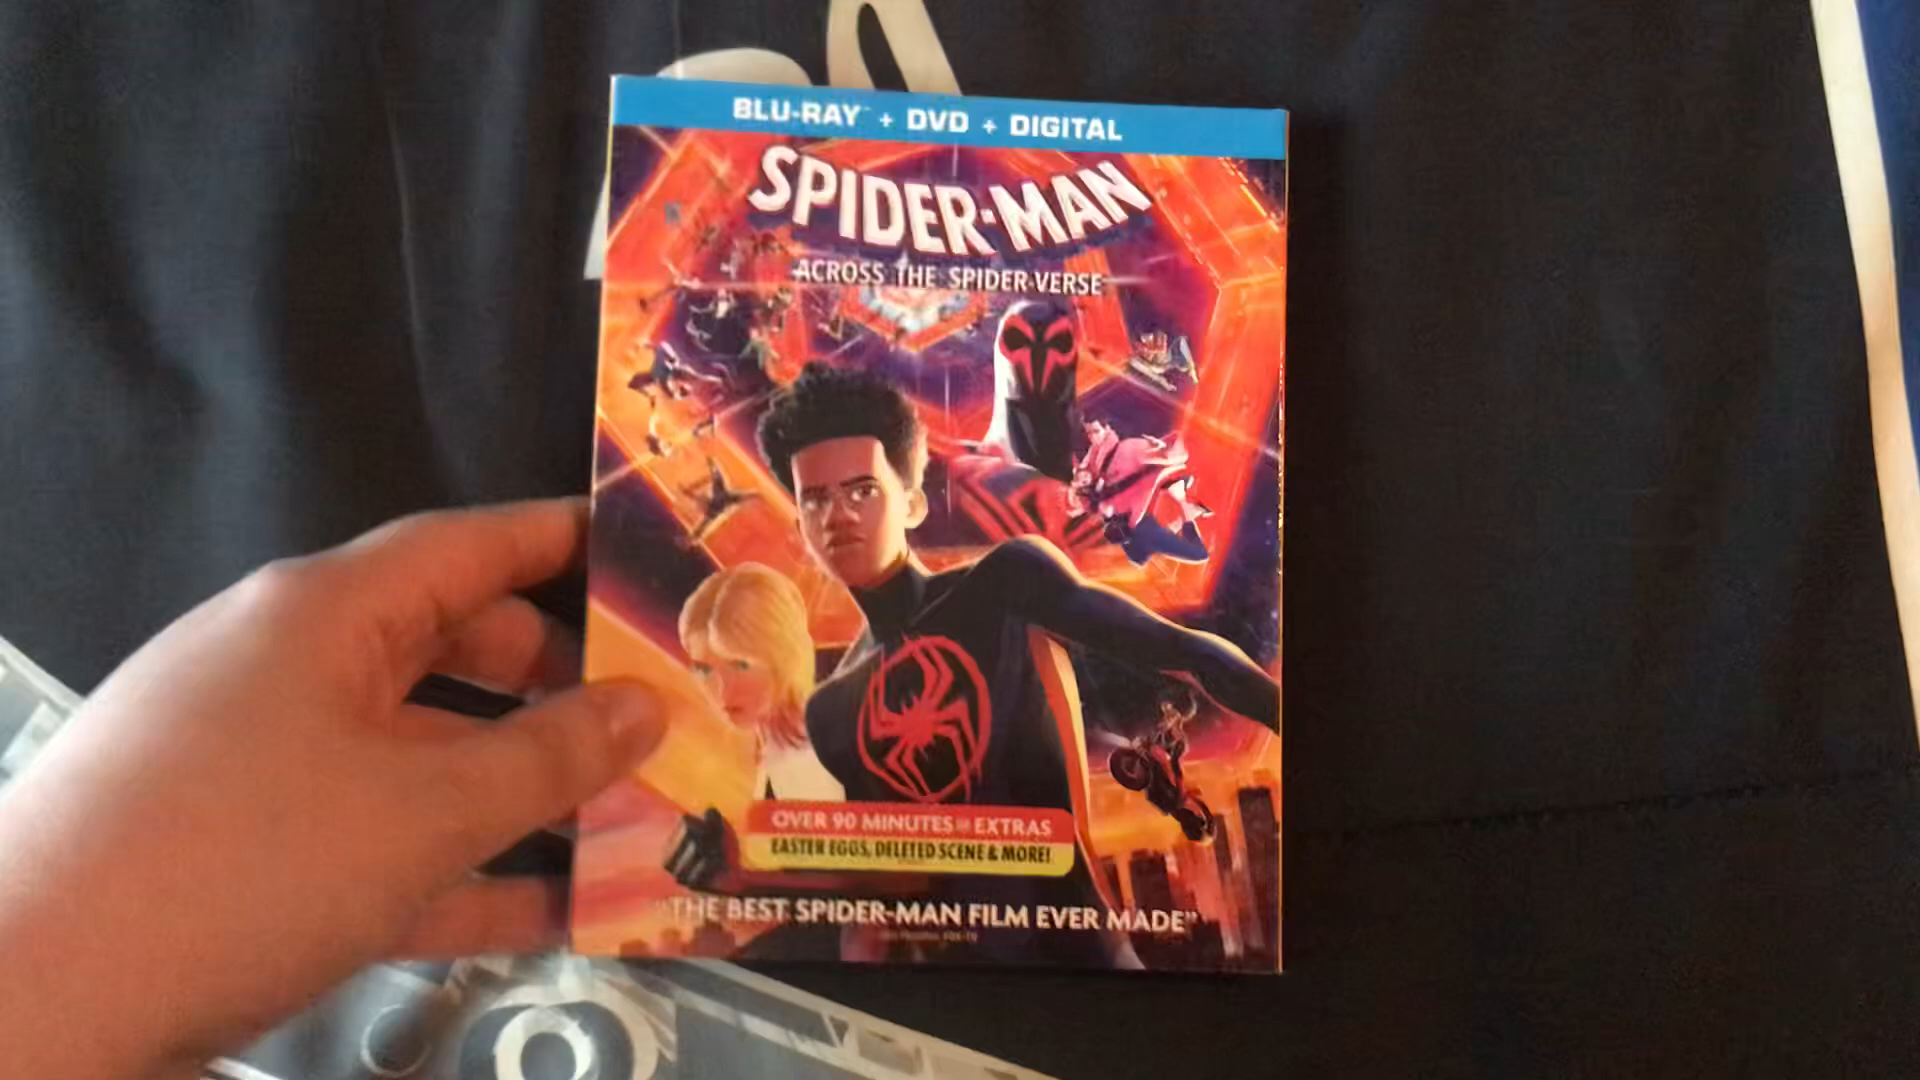 BLU-RAY™ + DVD + DIGITAL
SPIDER-MAN
ACROSS THE SPIDER-VERSE
OVER 90 MINUTES OF EXTRAS
EASTER EGGS, DELETED SCENE & MORE!
"THE BEST SPIDER-MAN FILM EVER MADE"